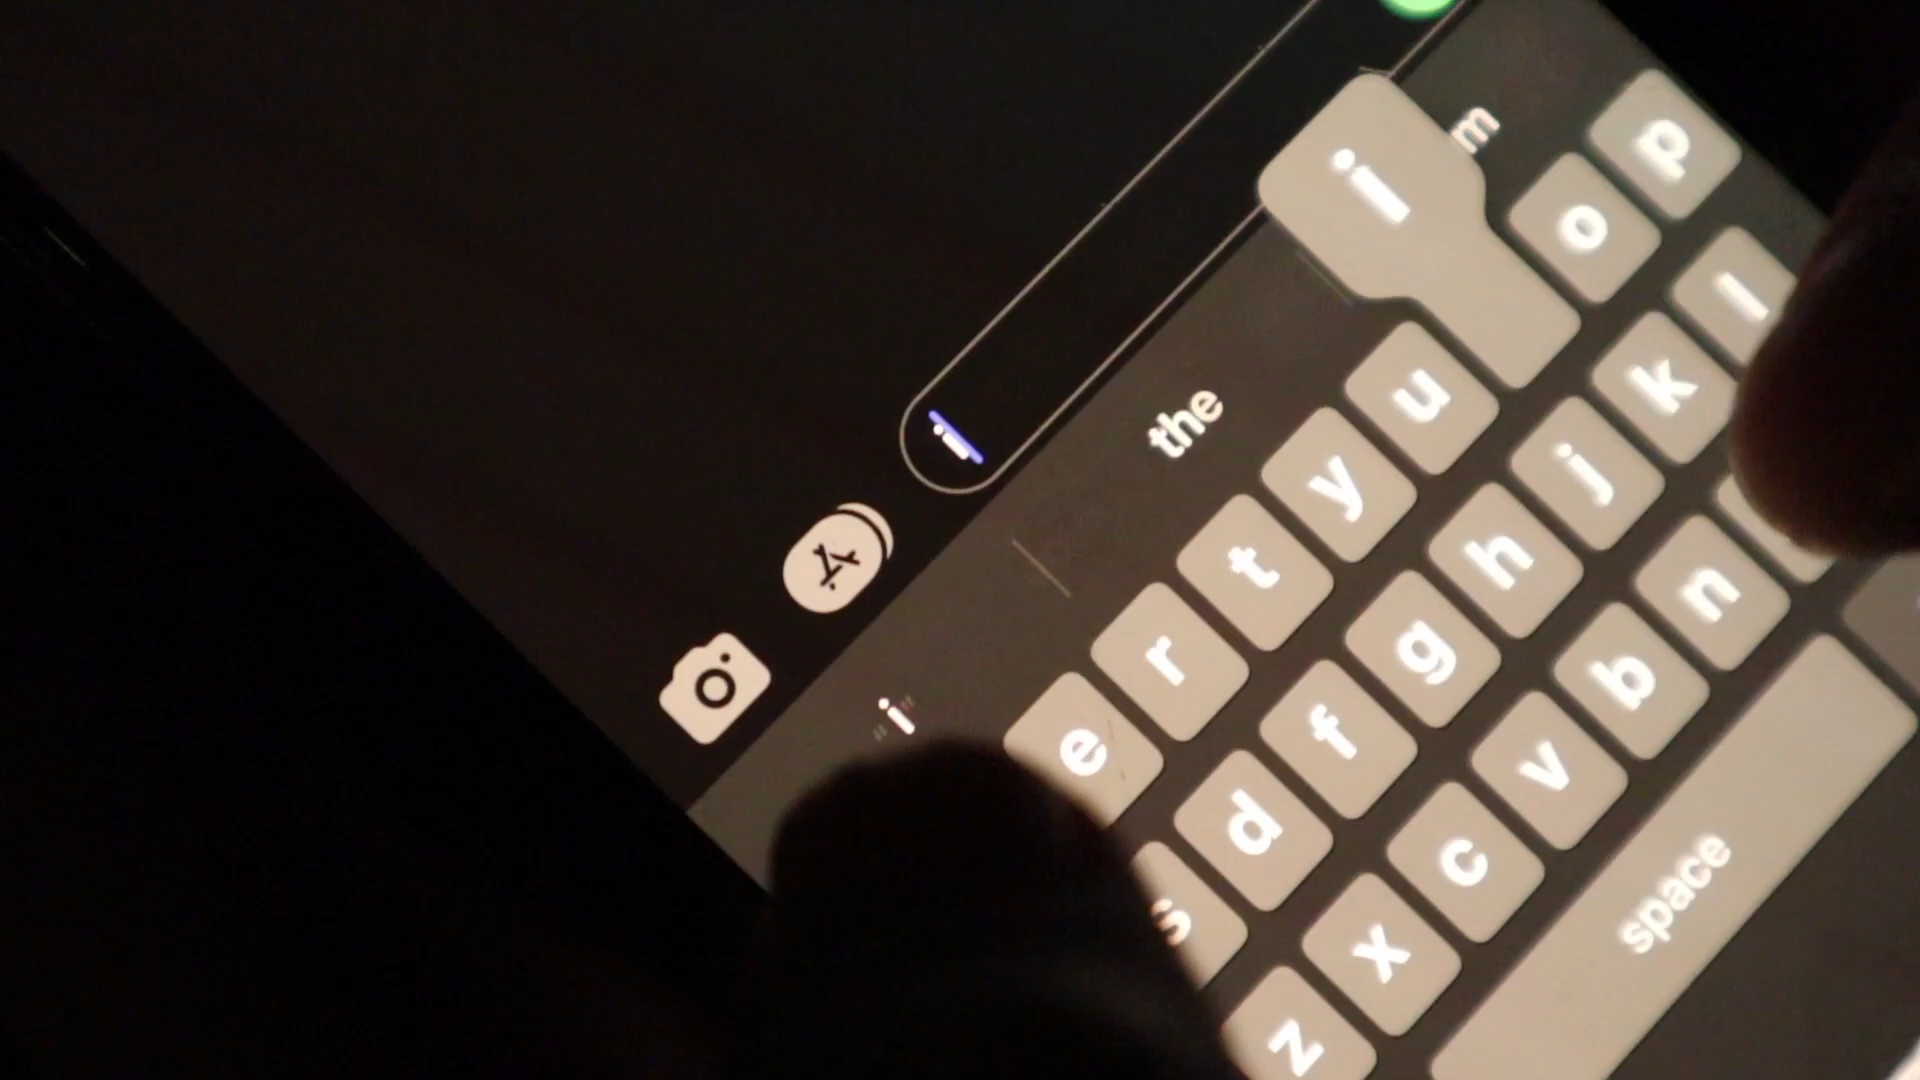 i
"i"
the
m
i
e r t y u o p
s d f g h j k l
z x c v b n
space